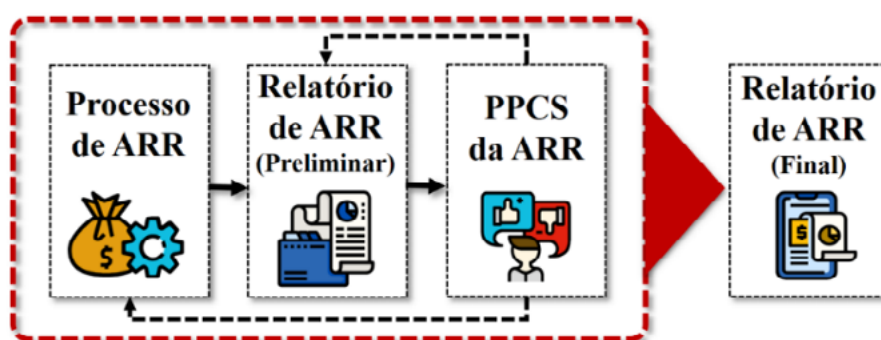 Processo
de ARR
Relatório
de ARR
(Preliminar)
PPCS
da ARR
Relatório
de ARR
(Final)
$
$